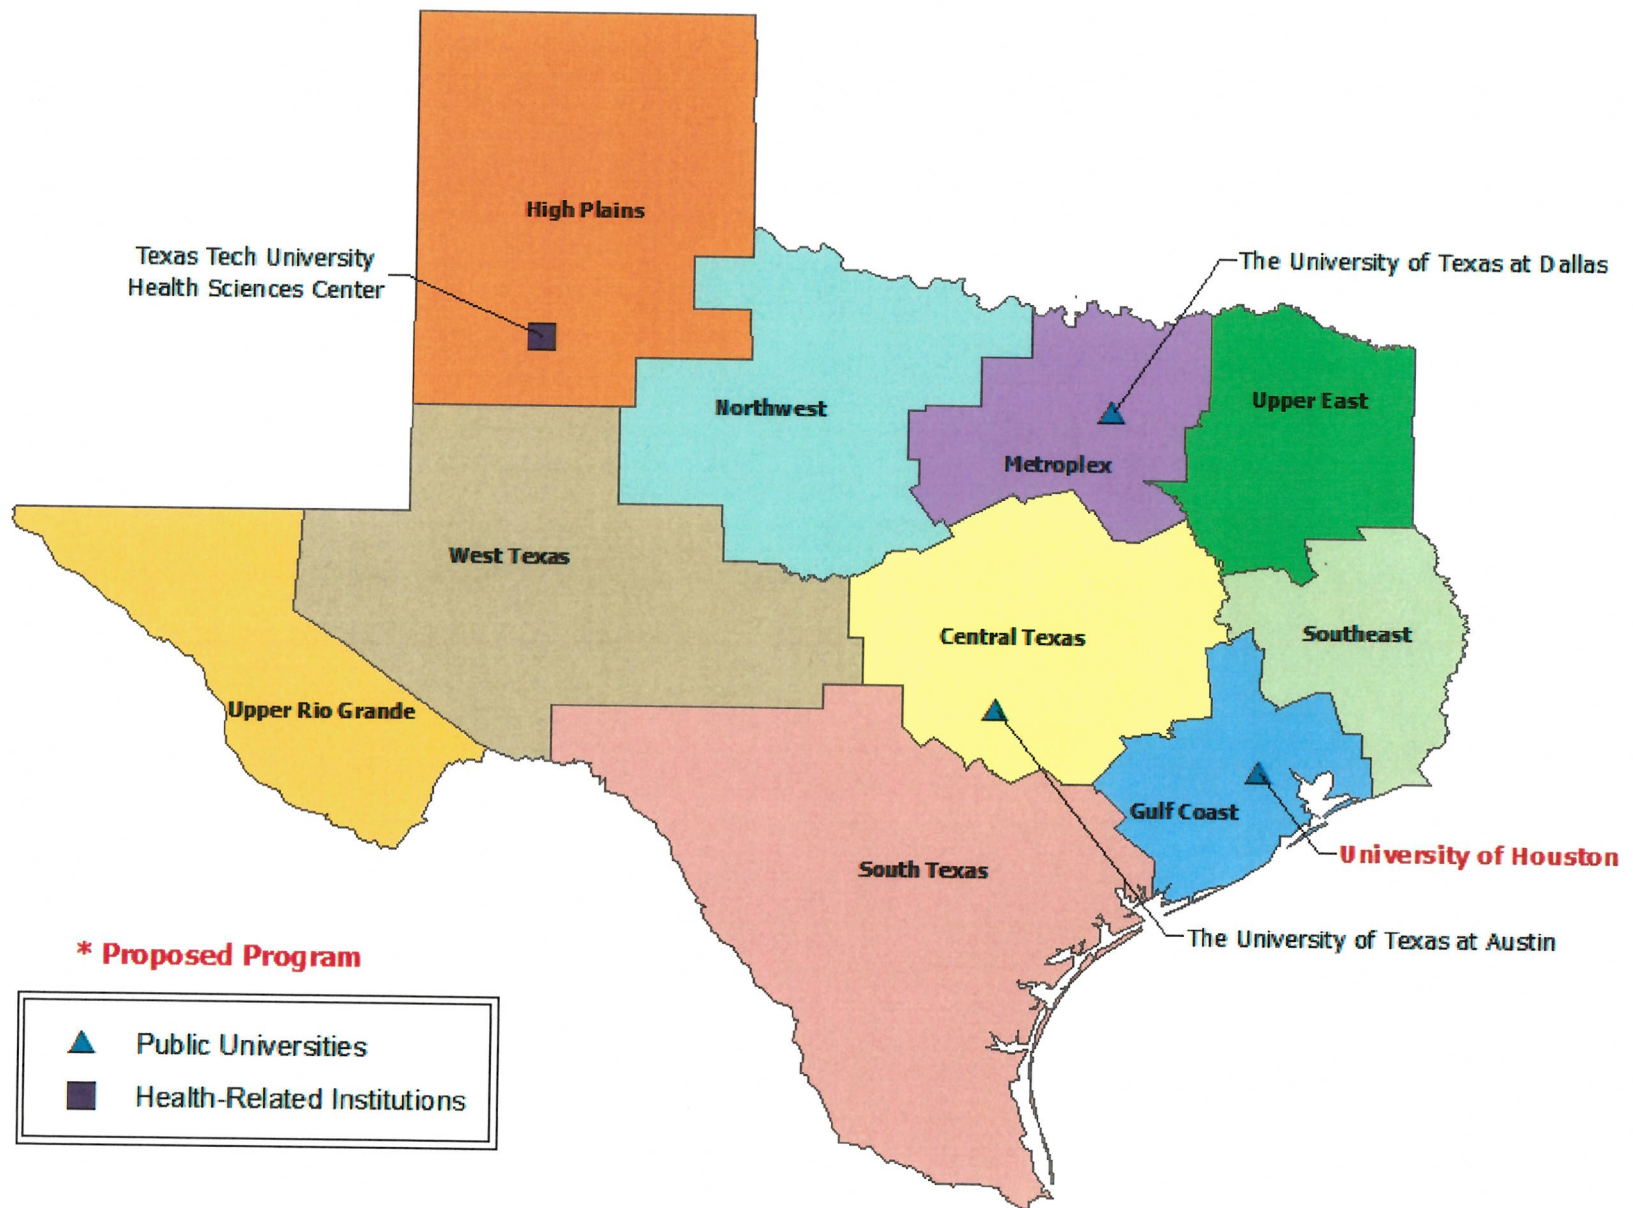 High Plains
Texas Tech University
Health Sciences Center
The University of Texas at Dallas
Northwest
Upper East
Metroplex
West Texas
Central Texas
Southeast
Upper Rio Grande
Gulf Coast
University of Houston
South Texas
The University of Texas at Austin
* Proposed Program
Public Universities
Health-Related Institutions